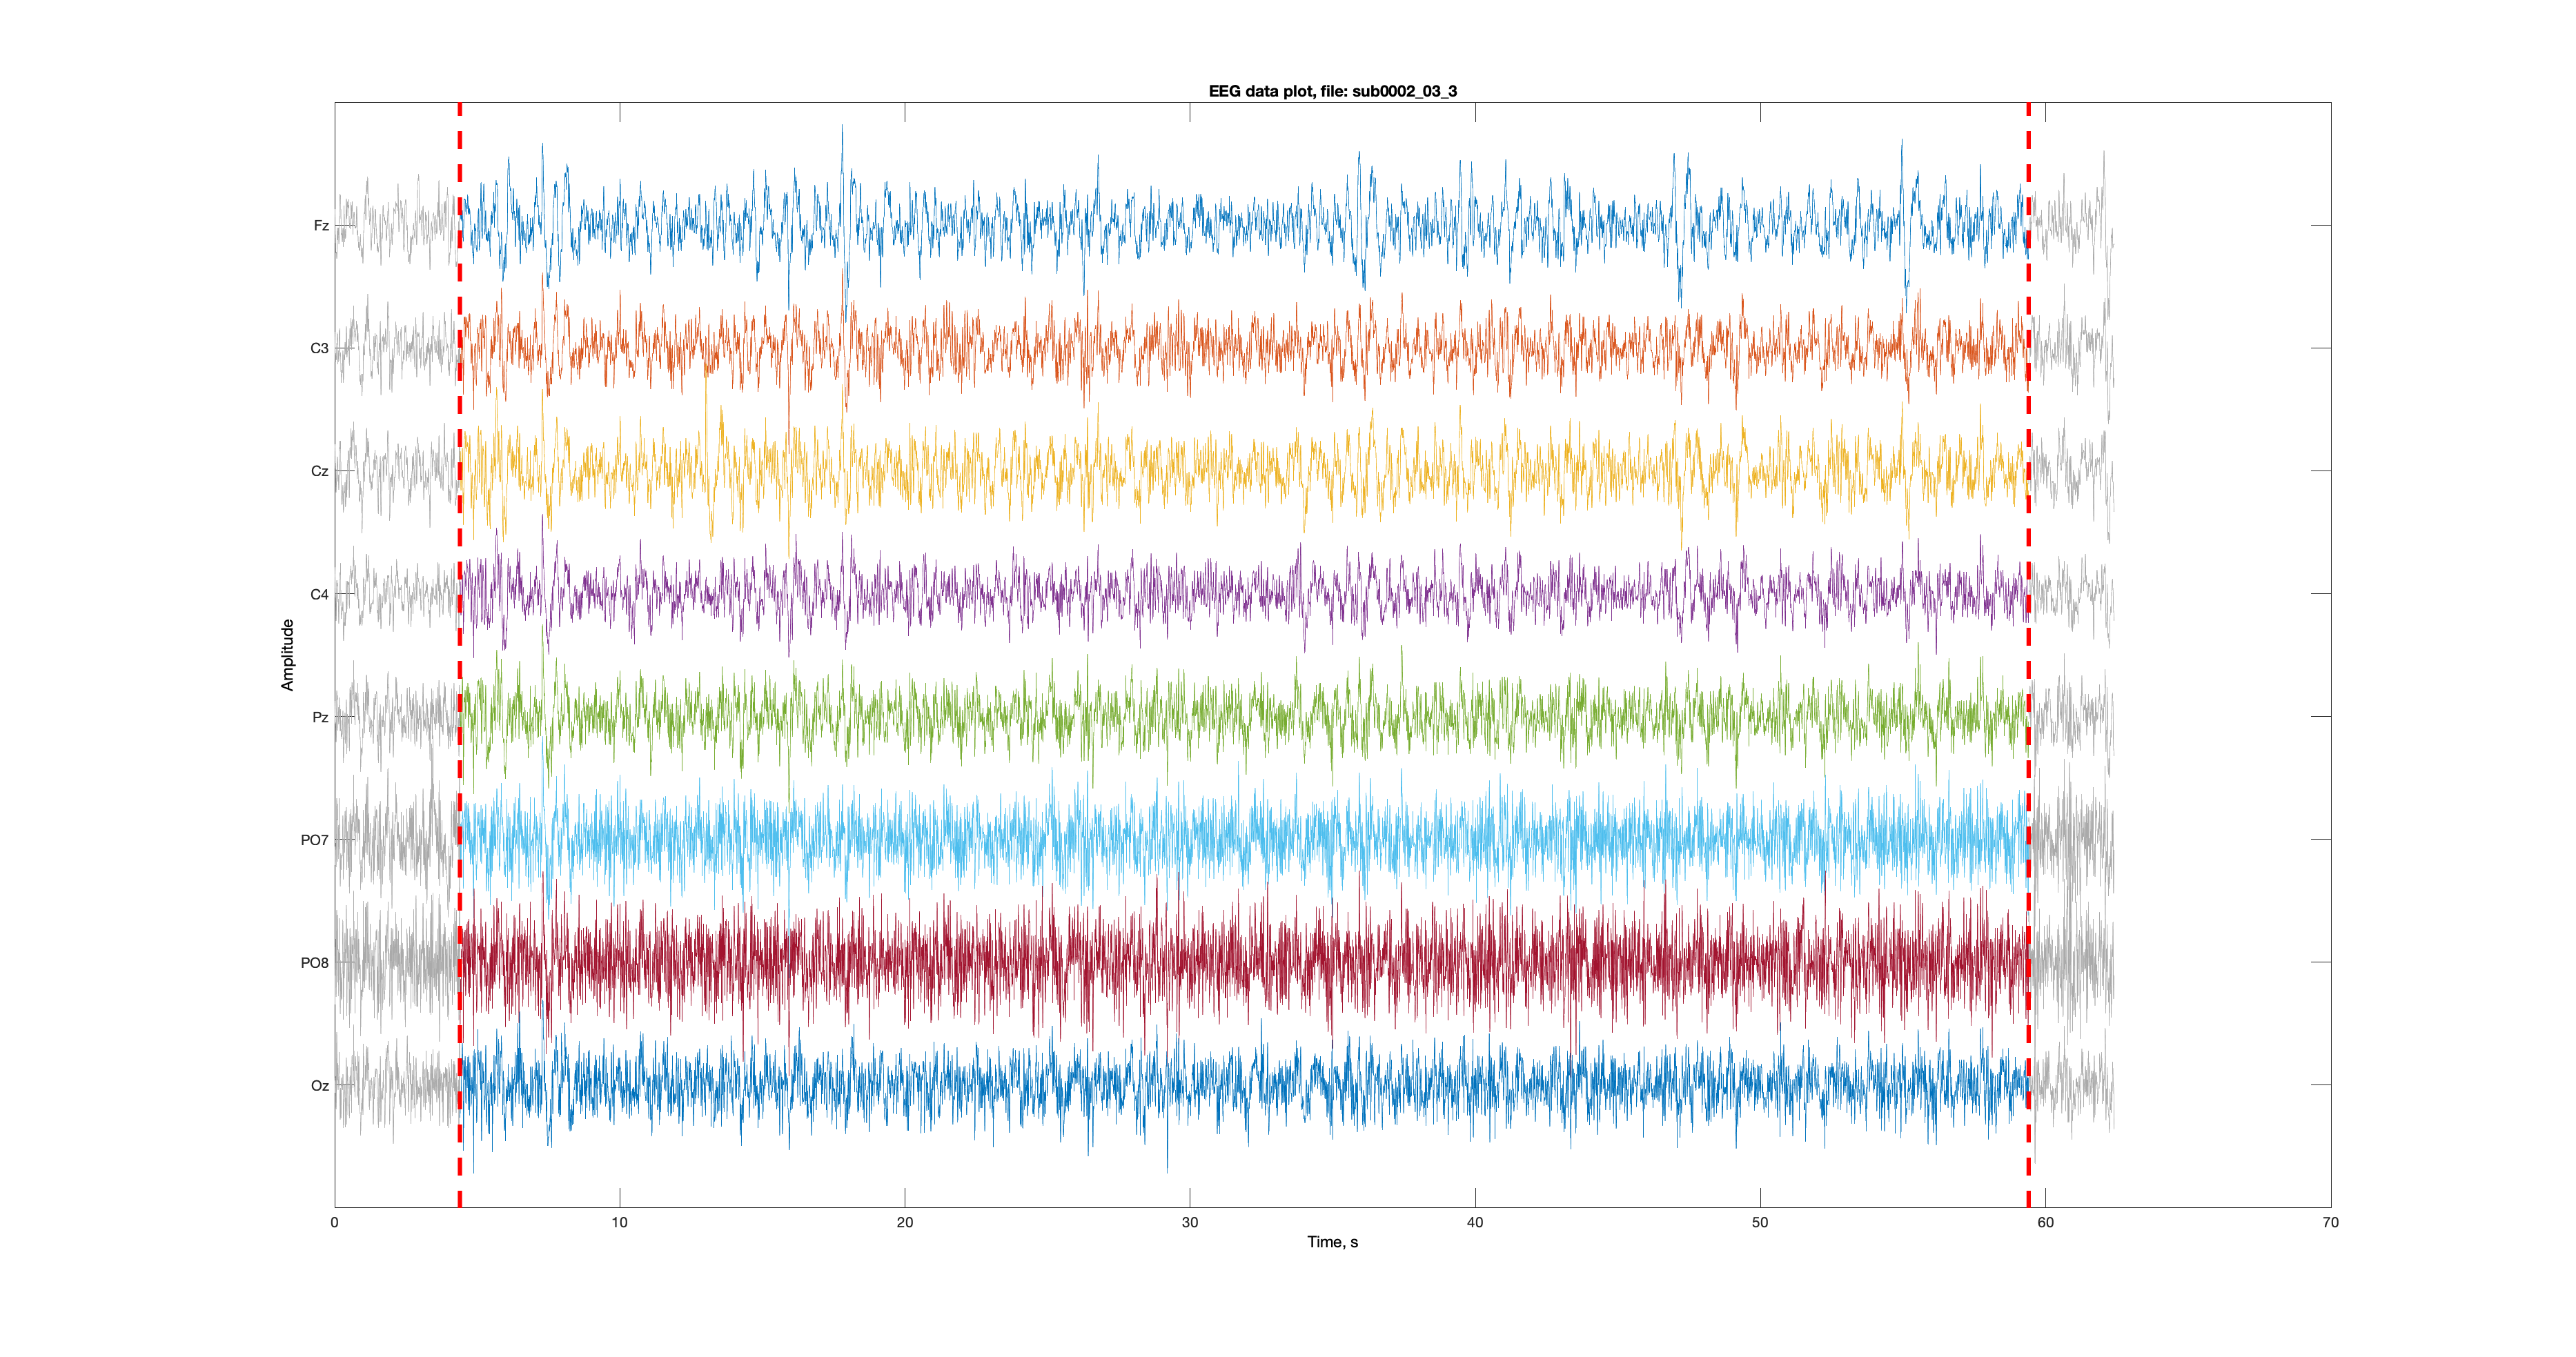 EEG data plot, file: sub0002_03_3
Fz
C3
Cz
C4
Pz
PO7
PO8
Oz
Amplitude
0 10 20 30 40 50 60 70
Time, s